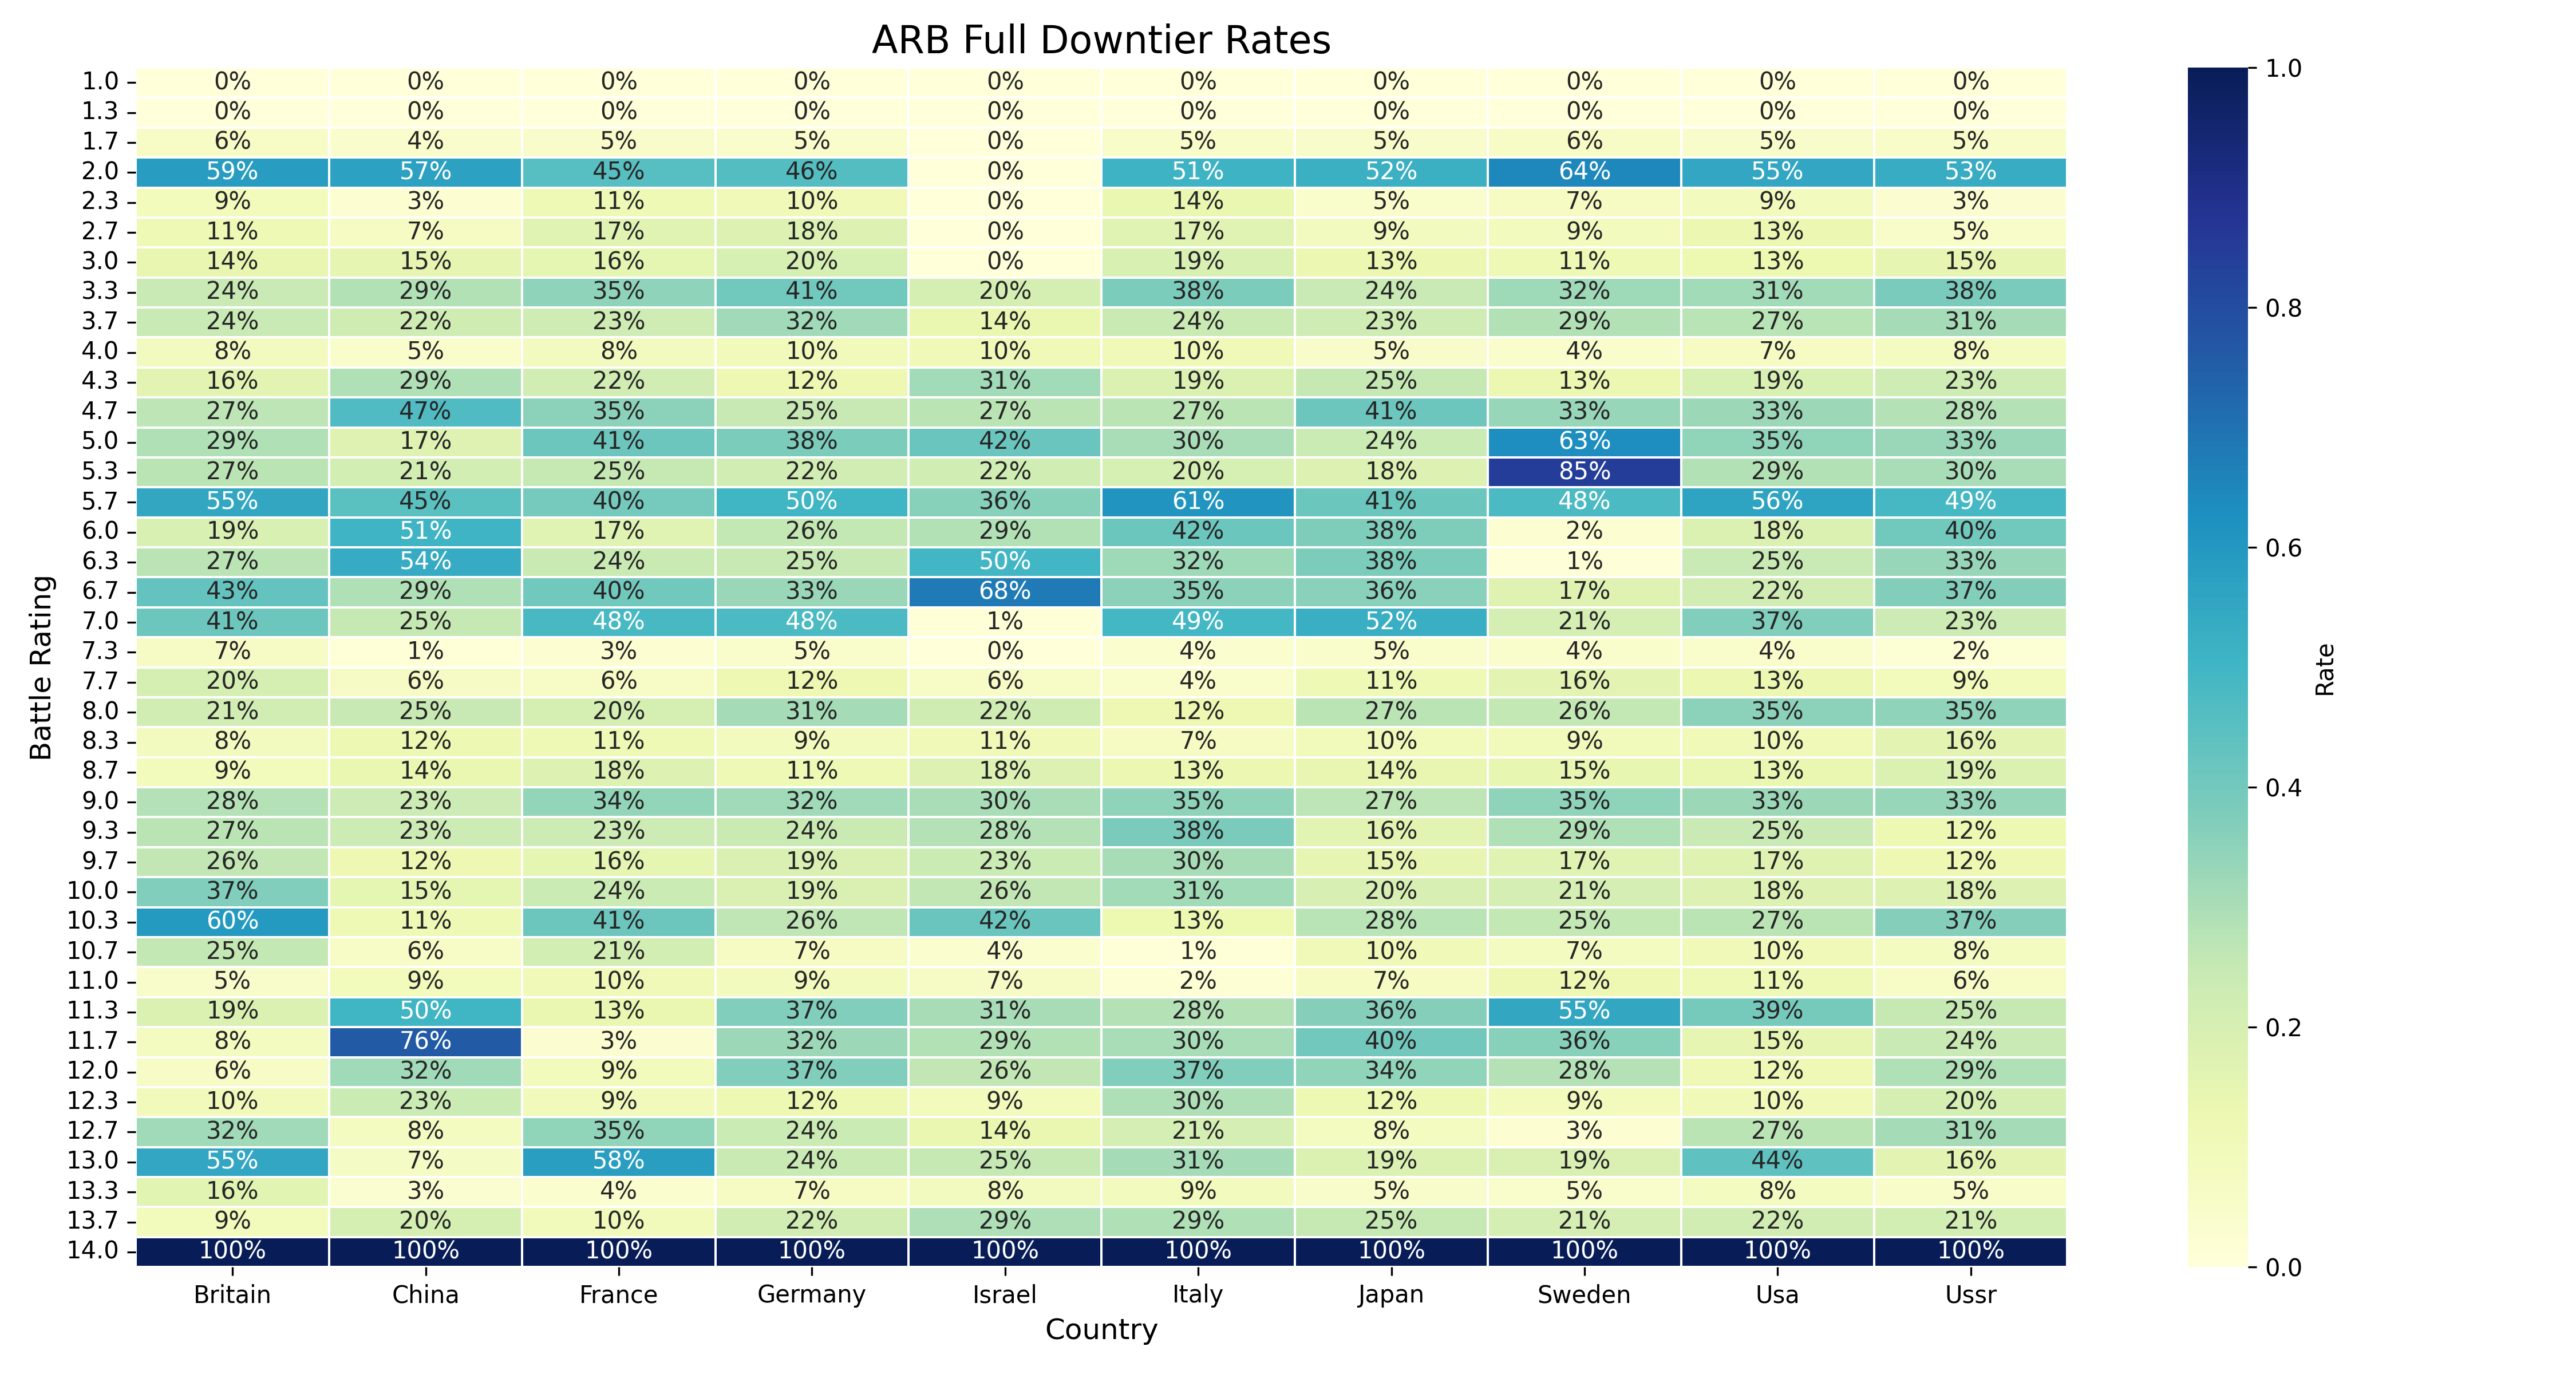 ARB Full Downtier Rates
1.0 0% 0% 0% 0% 0% 0% 0% 0% 0% 0%
1.3 0% 0% 0% 0% 0% 0% 0% 0% 0% 0%
1.7 6% 4% 5% 5% 0% 5% 5% 6% 5% 5%
2.0 59% 57% 45% 46% 0% 51% 52% 64% 55% 53%
2.3 9% 3% 11% 10% 0% 14% 5% 7% 9% 3%
2.7 11% 7% 17% 18% 0% 17% 9% 9% 13% 5%
3.0 14% 15% 16% 20% 0% 19% 13% 11% 13% 15%
3.3 24% 29% 35% 41% 20% 38% 24% 32% 31% 38%
3.7 24% 22% 23% 32% 14% 24% 23% 29% 27% 31%
4.0 8% 5% 8% 10% 10% 10% 5% 4% 7% 8%
4.3 16% 29% 22% 12% 31% 19% 25% 13% 19% 23%
4.7 27% 47% 35% 25% 27% 27% 41% 33% 33% 28%
5.0 29% 17% 41% 38% 42% 30% 24% 63% 35% 33%
5.3 27% 21% 25% 22% 22% 20% 18% 85% 29% 30%
5.7 55% 45% 40% 50% 36% 61% 41% 48% 56% 49%
6.0 19% 51% 17% 26% 29% 42% 38% 2% 18% 40%
6.3 27% 54% 24% 25% 50% 32% 38% 1% 25% 33%
6.7 43% 29% 40% 33% 68% 35% 36% 17% 22% 37%
7.0 41% 25% 48% 48% 1% 49% 52% 21% 37% 23%
7.3 7% 1% 3% 5% 0% 4% 5% 4% 4% 2%
7.7 20% 6% 6% 12% 6% 4% 11% 16% 13% 9%
8.0 21% 25% 20% 31% 22% 12% 27% 26% 35% 35%
8.3 8% 12% 11% 9% 11% 7% 10% 9% 10% 16%
8.7 9% 14% 18% 11% 18% 13% 14% 15% 13% 19%
9.0 28% 23% 34% 32% 30% 35% 27% 35% 33% 33%
9.3 27% 23% 23% 24% 28% 38% 16% 29% 25% 12%
9.7 26% 12% 16% 19% 23% 30% 15% 17% 17% 12%
10.0 37% 15% 24% 19% 26% 31% 20% 21% 18% 18%
10.3 60% 11% 41% 26% 42% 13% 28% 25% 27% 37%
10.7 25% 6% 21% 7% 4% 1% 10% 7% 10% 8%
11.0 5% 9% 10% 9% 7% 2% 7% 12% 11% 6%
11.3 19% 50% 13% 37% 31% 28% 36% 55% 39% 25%
11.7 8% 76% 3% 32% 29% 30% 40% 36% 15% 24%
12.0 6% 32% 9% 37% 26% 37% 34% 28% 12% 29%
12.3 10% 23% 9% 12% 9% 30% 12% 9% 10% 20%
12.7 32% 8% 35% 24% 14% 21% 8% 3% 27% 31%
13.0 55% 7% 58% 24% 25% 31% 19% 19% 44% 16%
13.3 16% 3% 4% 7% 8% 9% 5% 5% 8% 5%
13.7 9% 20% 10% 22% 29% 29% 25% 21% 22% 21%
14.0 100% 100% 100% 100% 100% 100% 100% 100% 100% 100%
Britain China France Germany Israel Italy Japan Sweden Usa Ussr
Country
Battle Rating
1.0
0.8
0.6
0.4
0.2
0.0
Rate